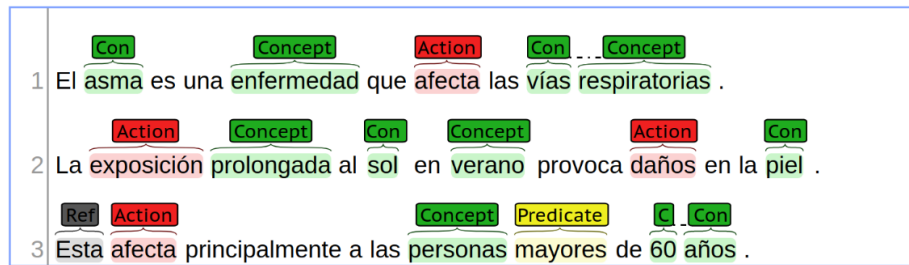 Con Concept Action Con Concept
1 El asma es una enfermedad que afecta las vías respiratorias .
Action Concept Con Concept Action Con
2 La exposición prolongada al sol en verano provoca daños en la piel .
Ref Action Concept Predicate C Con
3 Esta afecta principalmente a las personas mayores de 60 años .